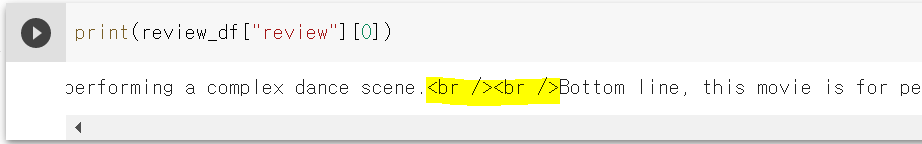 print(review_df["review"][0])
performing a complex dance scene.<br /><br />Bottom line, this movie is for pe